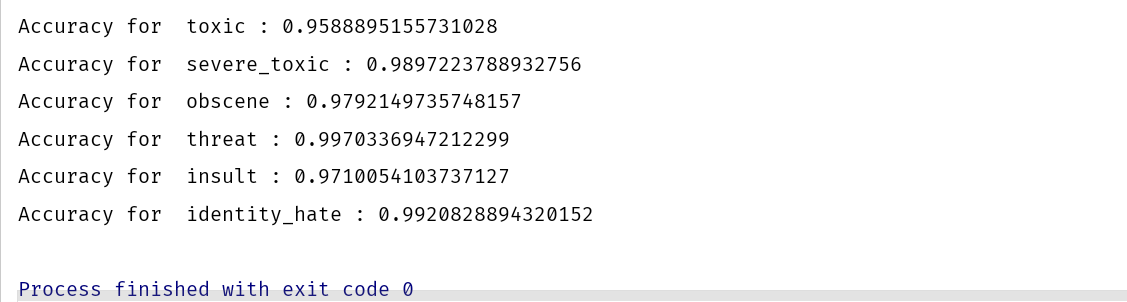 Accuracy for  toxic : 0.9588895155731028
Accuracy for  severe_toxic : 0.9897223788932756
Accuracy for  obscene : 0.9792149735748157
Accuracy for  threat : 0.9970336947212299
Accuracy for  insult : 0.9710054103737127
Accuracy for  identity_hate : 0.9920828894320152
Process finished with exit code 0